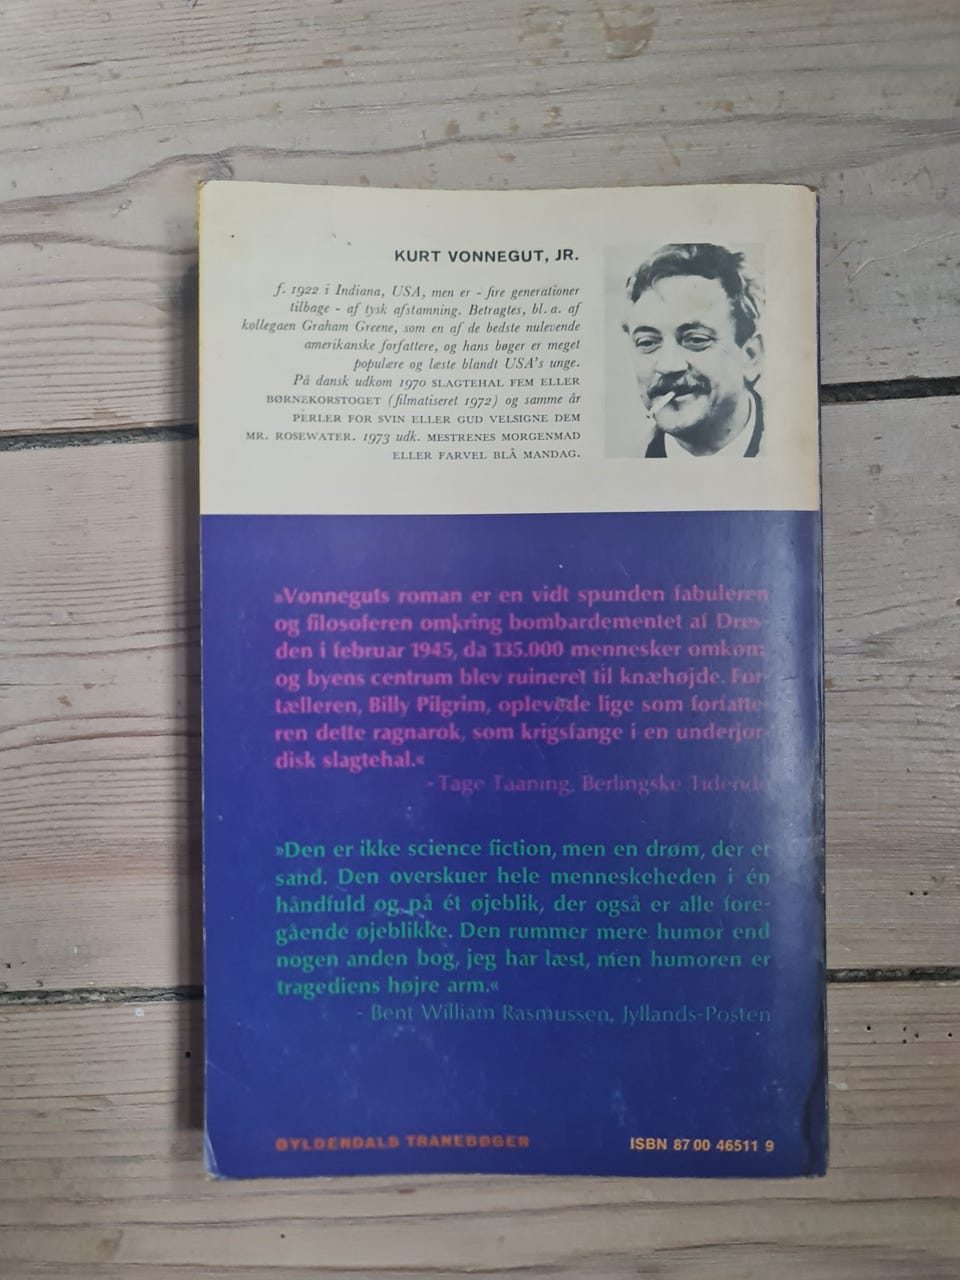 KURT VONNEGUT, JR.
f. 1922 i Indiana, USA, men er - fire generationer
tilbage - af tysk afstamning. Betragtes, bl. a. af
kollegaen Graham Greene, som en af de bedste nulevende
amerikanske forfattere, og hans bøger er meget
populære og læste blandt USA's unge.
På dansk udkom 1970 SLAGTEHAL FEM ELLER
BØRNEKORSTOGET (filmatiseret 1972) og samme år
PERLER FOR SVIN ELLER GUD VELSIGNE DEM
MR. ROSEWATER. 1973 udk. MESTRENES MORGENMAD
ELLER FARVEL BLÅ MANDAG.
»Vonneguts roman er en vidt spunden fabuleren
og filosoferen omkring bombardementet af Dres-
den i februar 1945, da 135.000 mennesker omkom;
og byens centrum blev ruineret til knæhøjde. For-
tælleren, Billy Pilgrim, oplevede lige som forfatte-
ren dette ragnarok, som krigsfange i en underjor-
disk slagtehal.«
- Tage Taaning, Berlingske Tidende
»Den er ikke science fiction, men en drøm, der er
sand. Den overskuer hele menneskeheden i én
håndfuld og på ét øjeblik, der også er alle fore-
gående øjeblikke. Den rummer mere humor end
nogen anden bog, jeg har læst, men humoren er
tragediens højre arm.«
- Bent William Rasmussen, Jyllands-Posten
GYLDENDALS TRANEBØGER
ISBN 87 00 46511 9